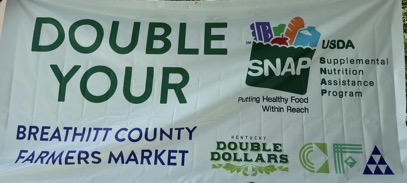 DOUBLE
YOUR
SNAP
Putting Healthy Food
Within Reach
USDA
Supplemental
Nutrition
Assistance
Program
BREATHITT COUNTY
FARMERS MARKET
KENTUCKY
DOUBLE
DOLLARS
CFA